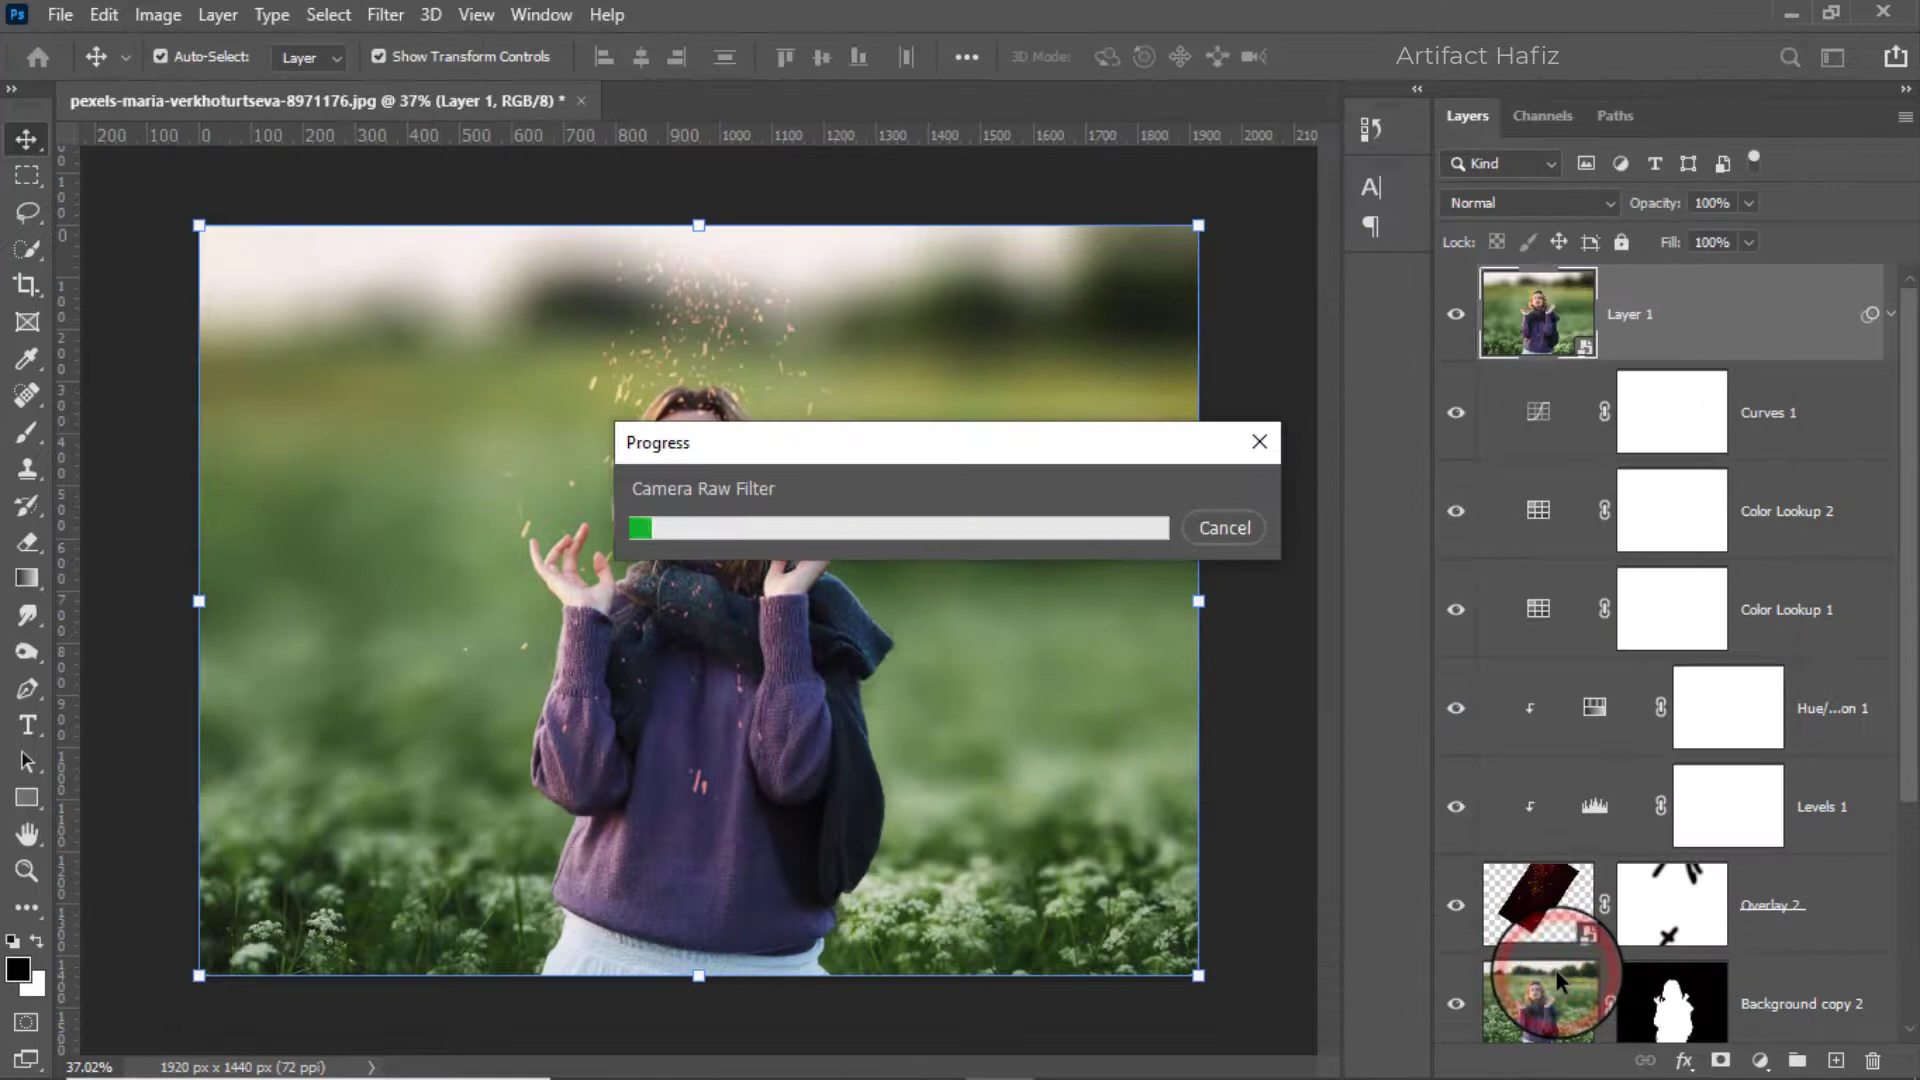 Ps File Edit Image Layer Type Select Filter 3D View Window Help
Auto-Select: Layer Show Transform Controls 3D Mode: Artifact Hafiz
pexels-maria-verkhoturtseva-8971176.jpg @ 37% (Layer 1, RGB/8) *
200 100 0 100 200 300 400 500 600 700 800 900 1000 1100 1200 1300 1400 1500 1600 1700 1800 1900 2000 210
Layers Channels Paths
Kind
Normal Opacity: 100%
Lock: Fill: 100%
Layer 1
Curves 1
Progress
Camera Raw Filter
Cancel
Color Lookup 2
Color Lookup 1
Hue/...on 1
Levels 1
Overlay 2
Background copy 2
37.02% 1920 px x 1440 px (72 ppi)
fx